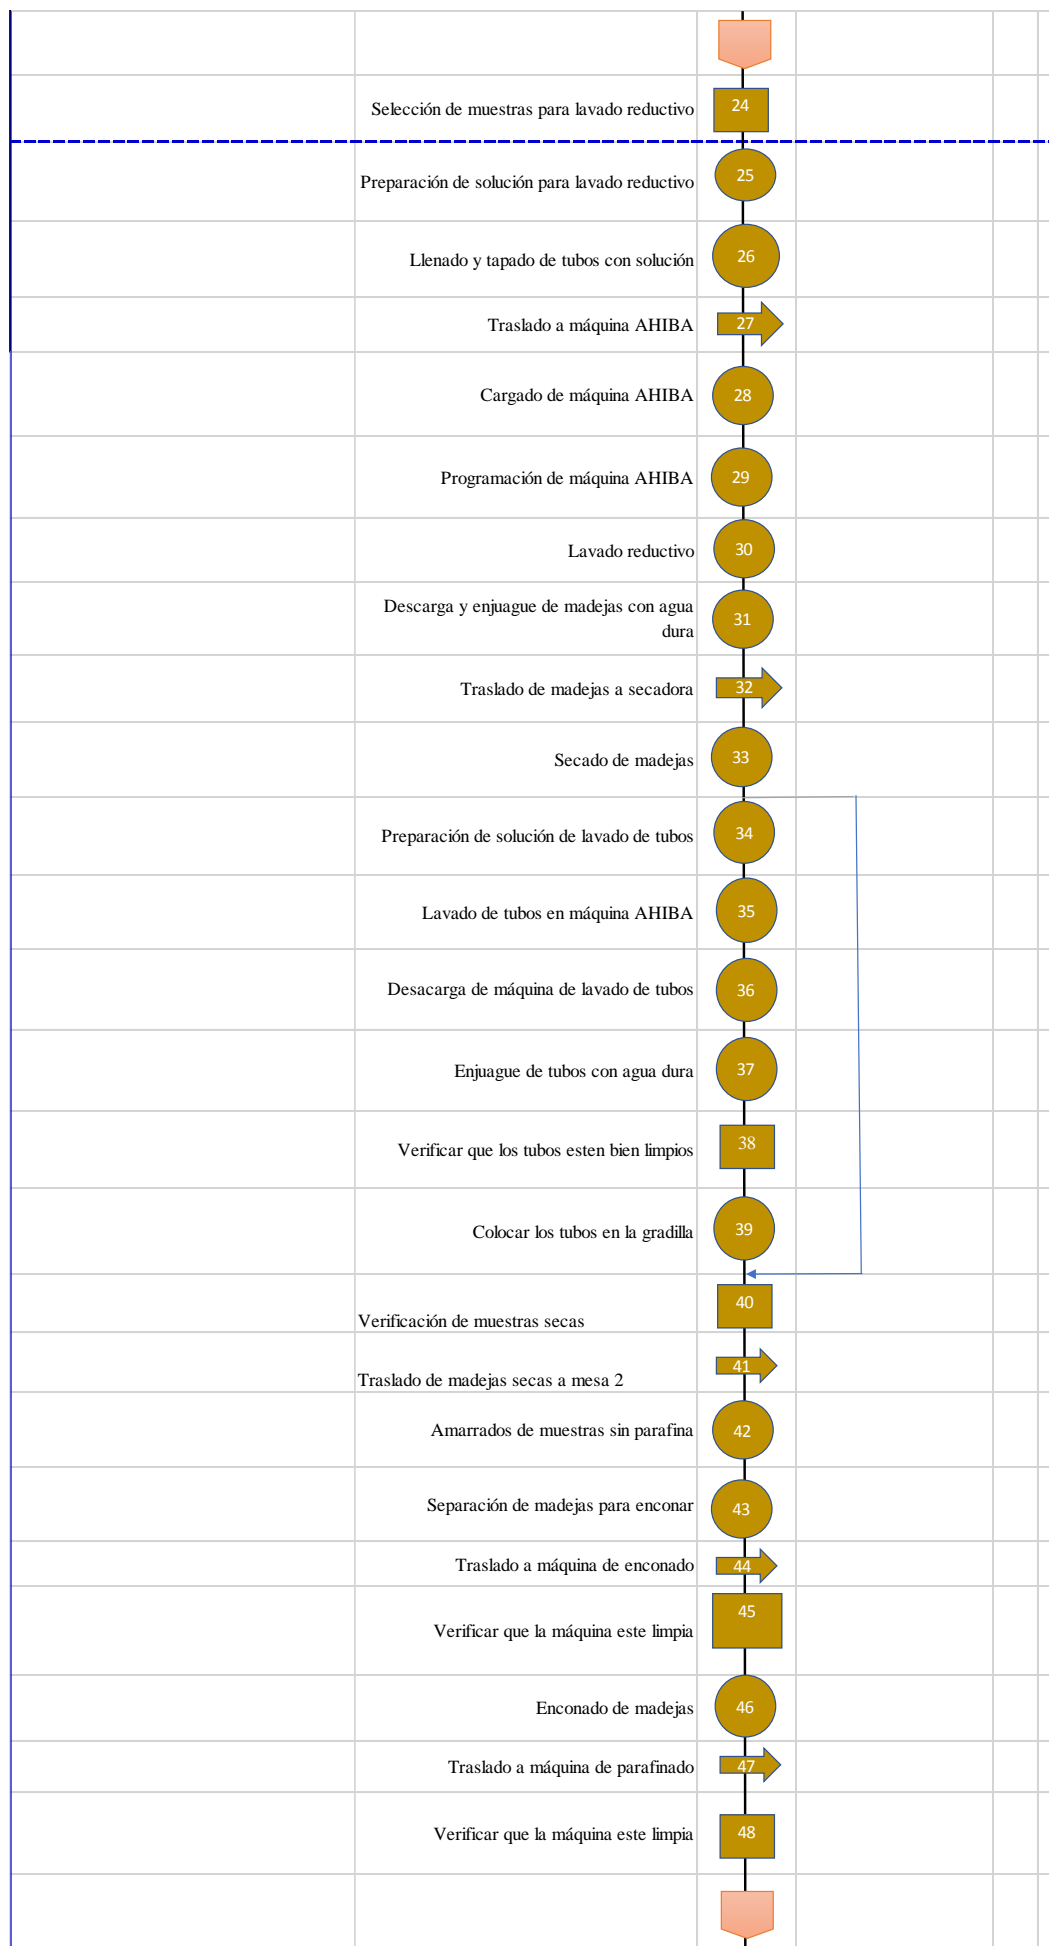 Selección de muestras para lavado reductivo 24
Preparación de solución para lavado reductivo 25
Llenado y tapado de tubos con solución 26
Traslado a máquina AHIBA 27
Cargado de máquina AHIBA 28
Programación de máquina AHIBA 29
Lavado reductivo 30
Descarga y enjuague de madejas con agua
dura 31
Traslado de madejas a secadora 32
Secado de madejas 33
Preparación de solución de lavado de tubos 34
Lavado de tubos en máquina AHIBA 35
Desacarga de máquina de lavado de tubos 36
Enjuague de tubos con agua dura 37
Verificar que los tubos esten bien limpios 38
Colocar los tubos en la gradilla 39
Verificación de muestras secas 40
Traslado de madejas secas a mesa 2 41
Amarrados de muestras sin parafina 42
Separación de madejas para enconar 43
Traslado a máquina de enconado 44
Verificar que la máquina este limpia 45
Enconado de madejas 46
Traslado a máquina de parafinado 47
Verificar que la máquina este limpia 48